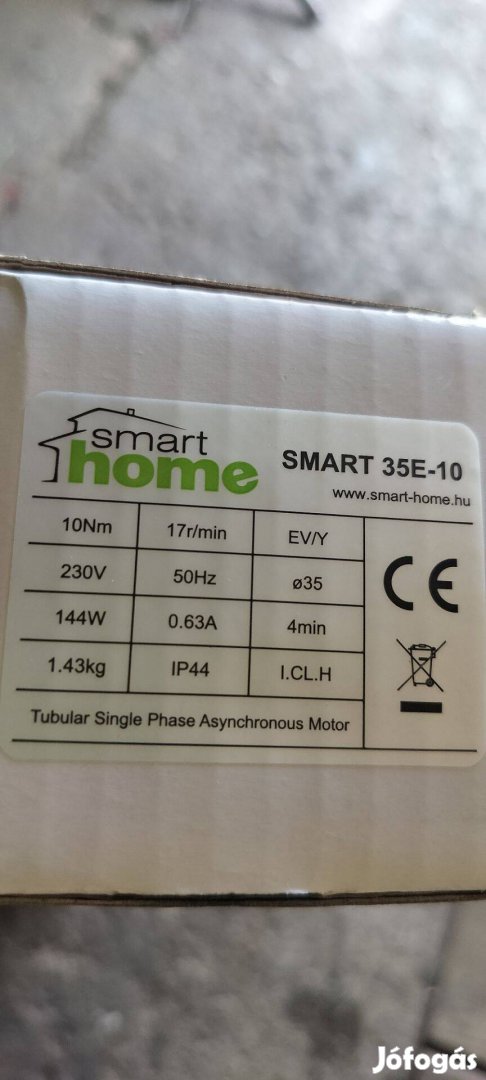 smart
home
SMART 35E-10
www.smart-home.hu
10Nm 17r/min EV/Y
230V 50Hz ø35
144W 0.63A 4min
1.43kg IP44 I.CL.H
Tubular Single Phase Asynchronous Motor
CE
Jófogás